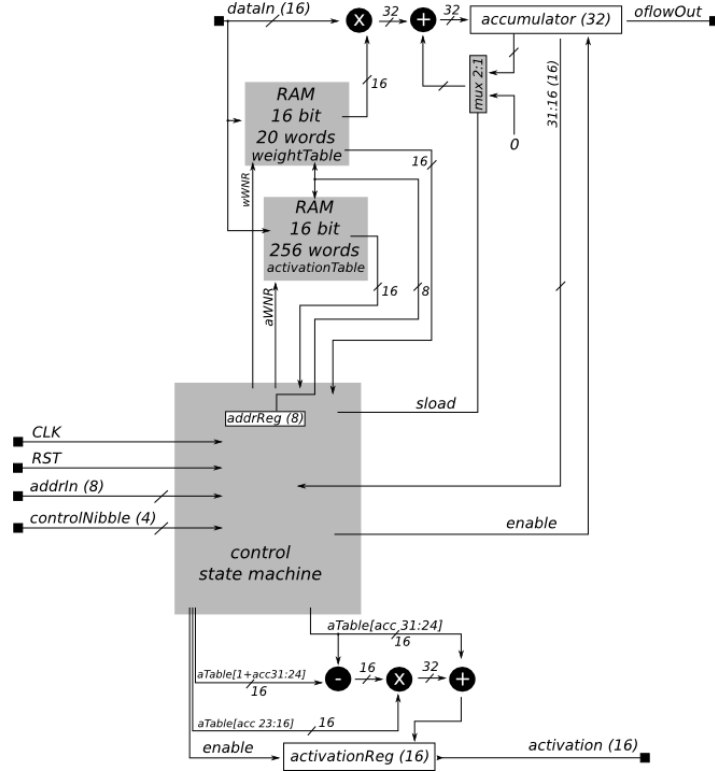 dataIn (16)
X
32
+
32
accumulator (32)
oflowOut
16
mux 2:1
31:16 (16)
0
RAM
16 bit
20 words
weightTable
16
wWNR
RAM
16 bit
256 words
activationTable
16
8
aWNR
addrReg (8)
sload
CLK
RST
addrIn (8)
controlNibble (4)
enable
control
state machine
aTable[acc 31:24]
16
aTable[1+acc31:24]
16
-
16
X
32
+
aTable[acc 23:16]
16
enable
activationReg (16)
activation (16)